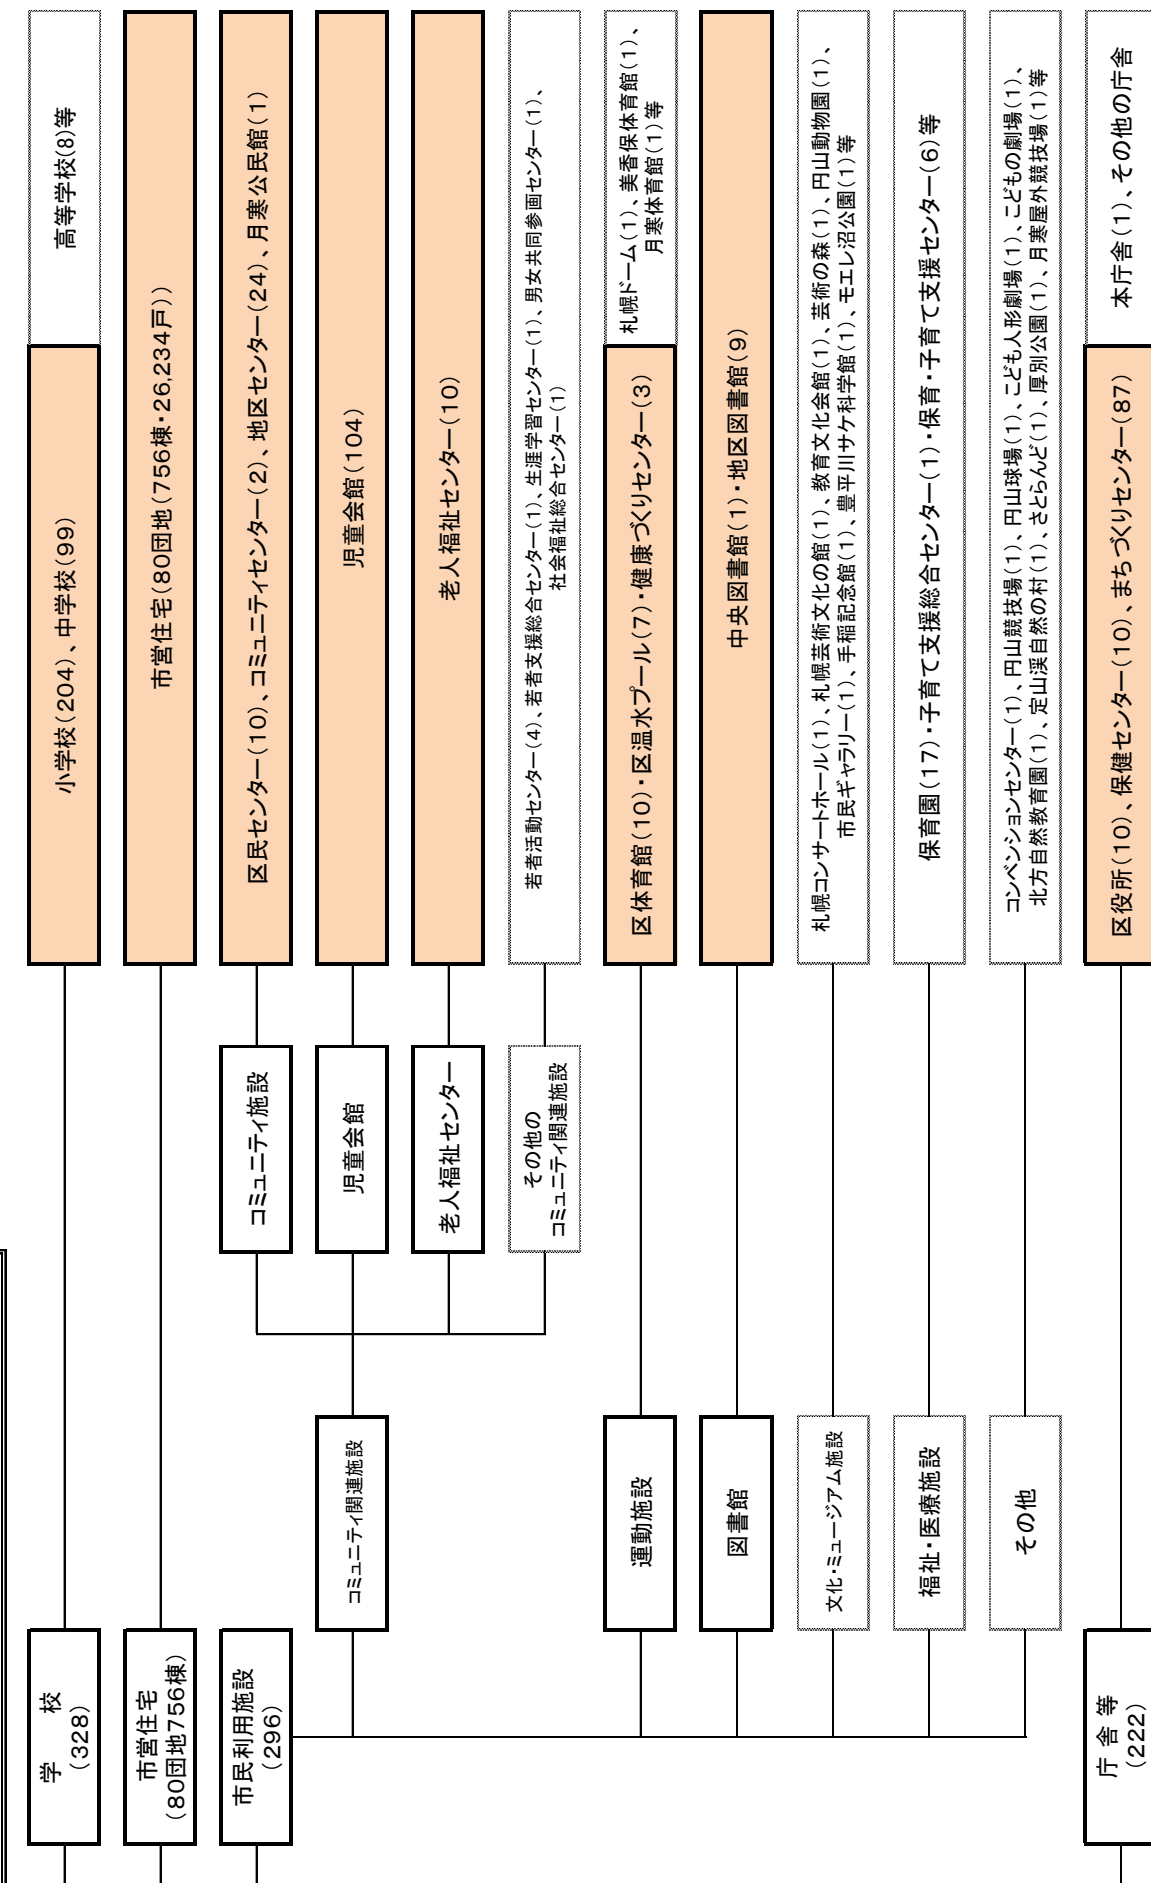 学　校
（328）
小学校（204）、中学校（99）
高等学校（8）等
市営住宅
（80団地756棟）
市営住宅（80団地（756棟・26,234戸））
市民利用施設
（296）
コミュニティ関連施設
コミュニティ施設
区民センター（10）、コミュニティセンター（2）、地区センター（24）、月寒公民館（1）
児童会館
児童会館（104）
老人福祉センター
老人福祉センター（10）
その他の
コミュニティ関連施設
若者活動センター（4）、若者支援総合センター（1）、生涯学習センター（1）、男女共同参画センター（1）、
社会福祉総合センター（1）
運動施設
区体育館（10）・区温水プール（7）・健康づくりセンター（3）
札幌ドーム（1）、美香保体育館（1）、
月寒体育館（1）等
図書館
中央図書館（1）・地区図書館（9）
文化・ミュージアム施設
札幌コンサートホール（1）、札幌芸術文化の館（1）、教育文化会館（1）、芸術の森（1）、円山動物園（1）、
市民ギャラリー（1）、手稲記念館（1）、豊平川サケ科学館（1）、モエレ沼公園（1）等
福祉・医療施設
保育園（17）・子育て支援総合センター（1）・保育・子育て支援センター（6）等
その他
コンベンションセンター（1）、円山競技場（1）、円山球場（1）、こども人形劇場（1）、こどもの劇場（1）、
北方自然教育園（1）、定山渓自然の村（1）、さとらんど（1）、厚別公園（1）、月寒屋外競技場（1）等
庁 舎 等
（222）
区役所（10）、保健センター（10）、まちづくりセンター（87）
本庁舎（1）、その他の庁舎